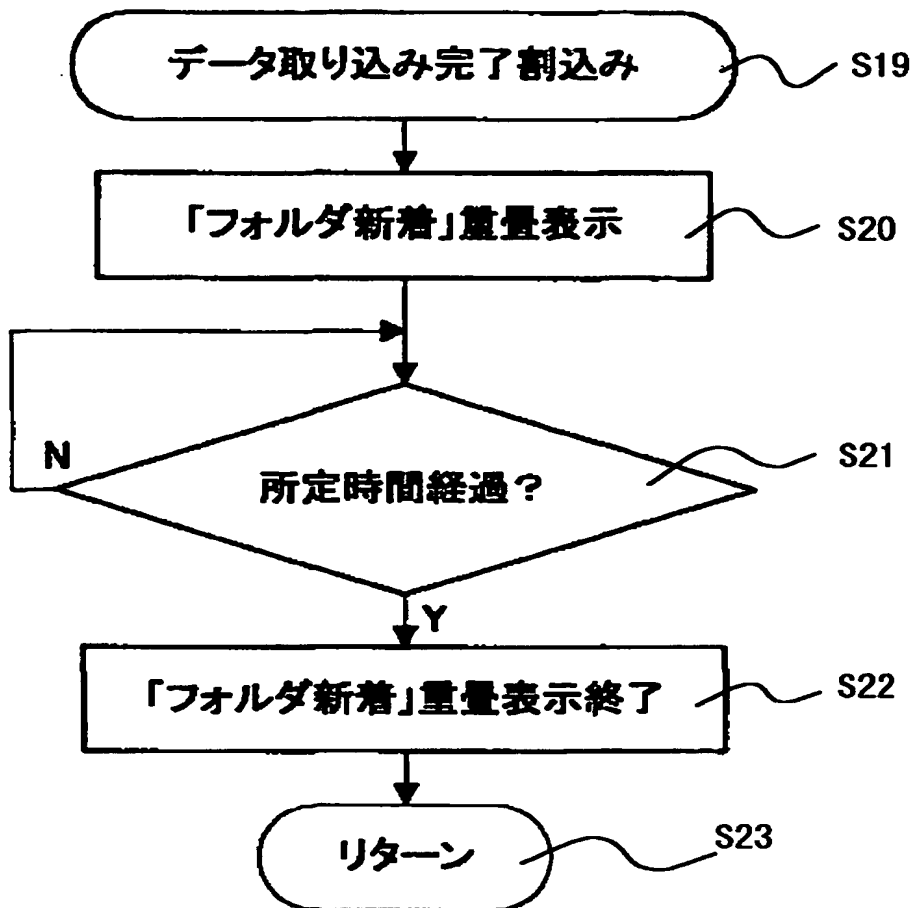 データ取り込み完了割込み
S19
「フォルダ新着」重畳表示
S20
N
所定時間経過?
S21
Y
「フォルダ新着」重畳表示終了
S22
リターン
S23